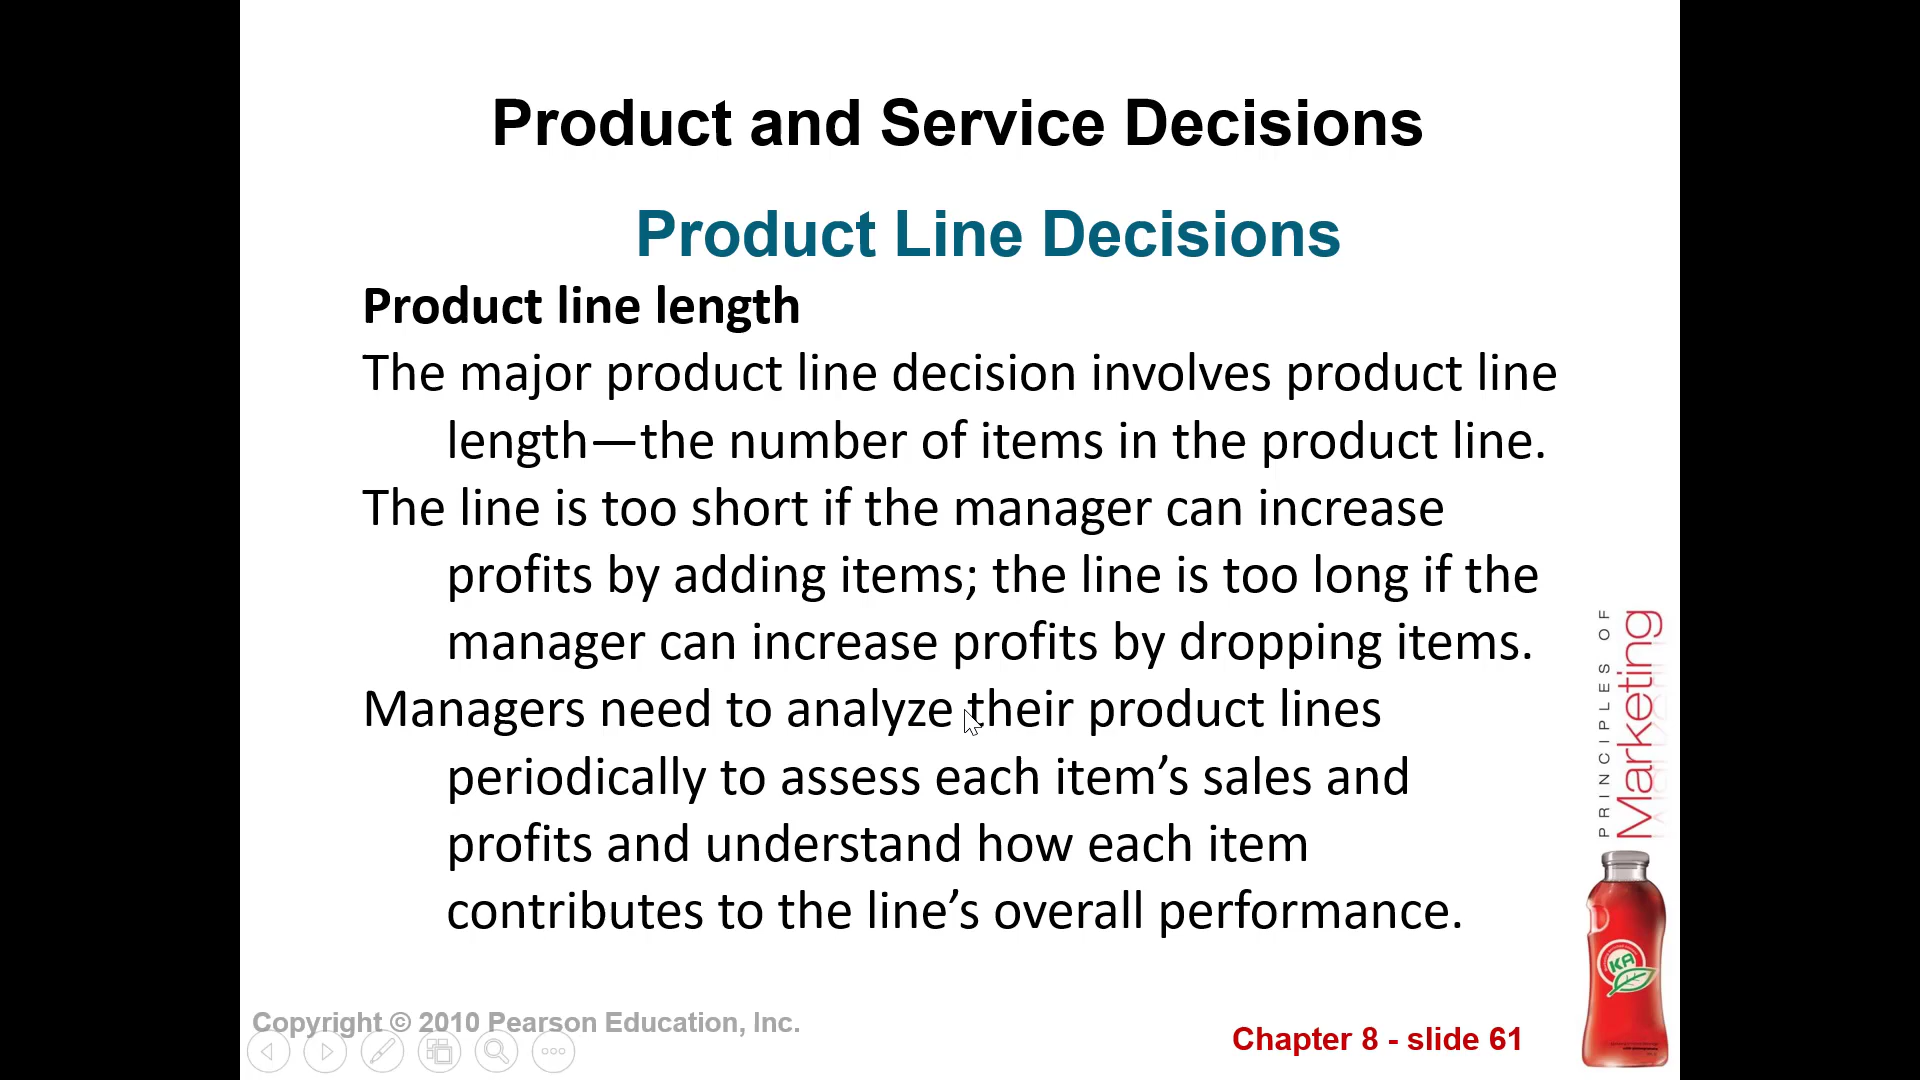 Product and Service Decisions
Product Line Decisions
Product line length
The major product line decision involves product line
length—the number of items in the product line.
The line is too short if the manager can increase
profits by adding items; the line is too long if the
manager can increase profits by dropping items.
Managers need to analyze their product lines
periodically to assess each item’s sales and
profits and understand how each item
contributes to the line’s overall performance.
PRINCIPLES OF
Marketing
KA
Copyright © 2010 Pearson Education, Inc.
Chapter 8 - slide 61